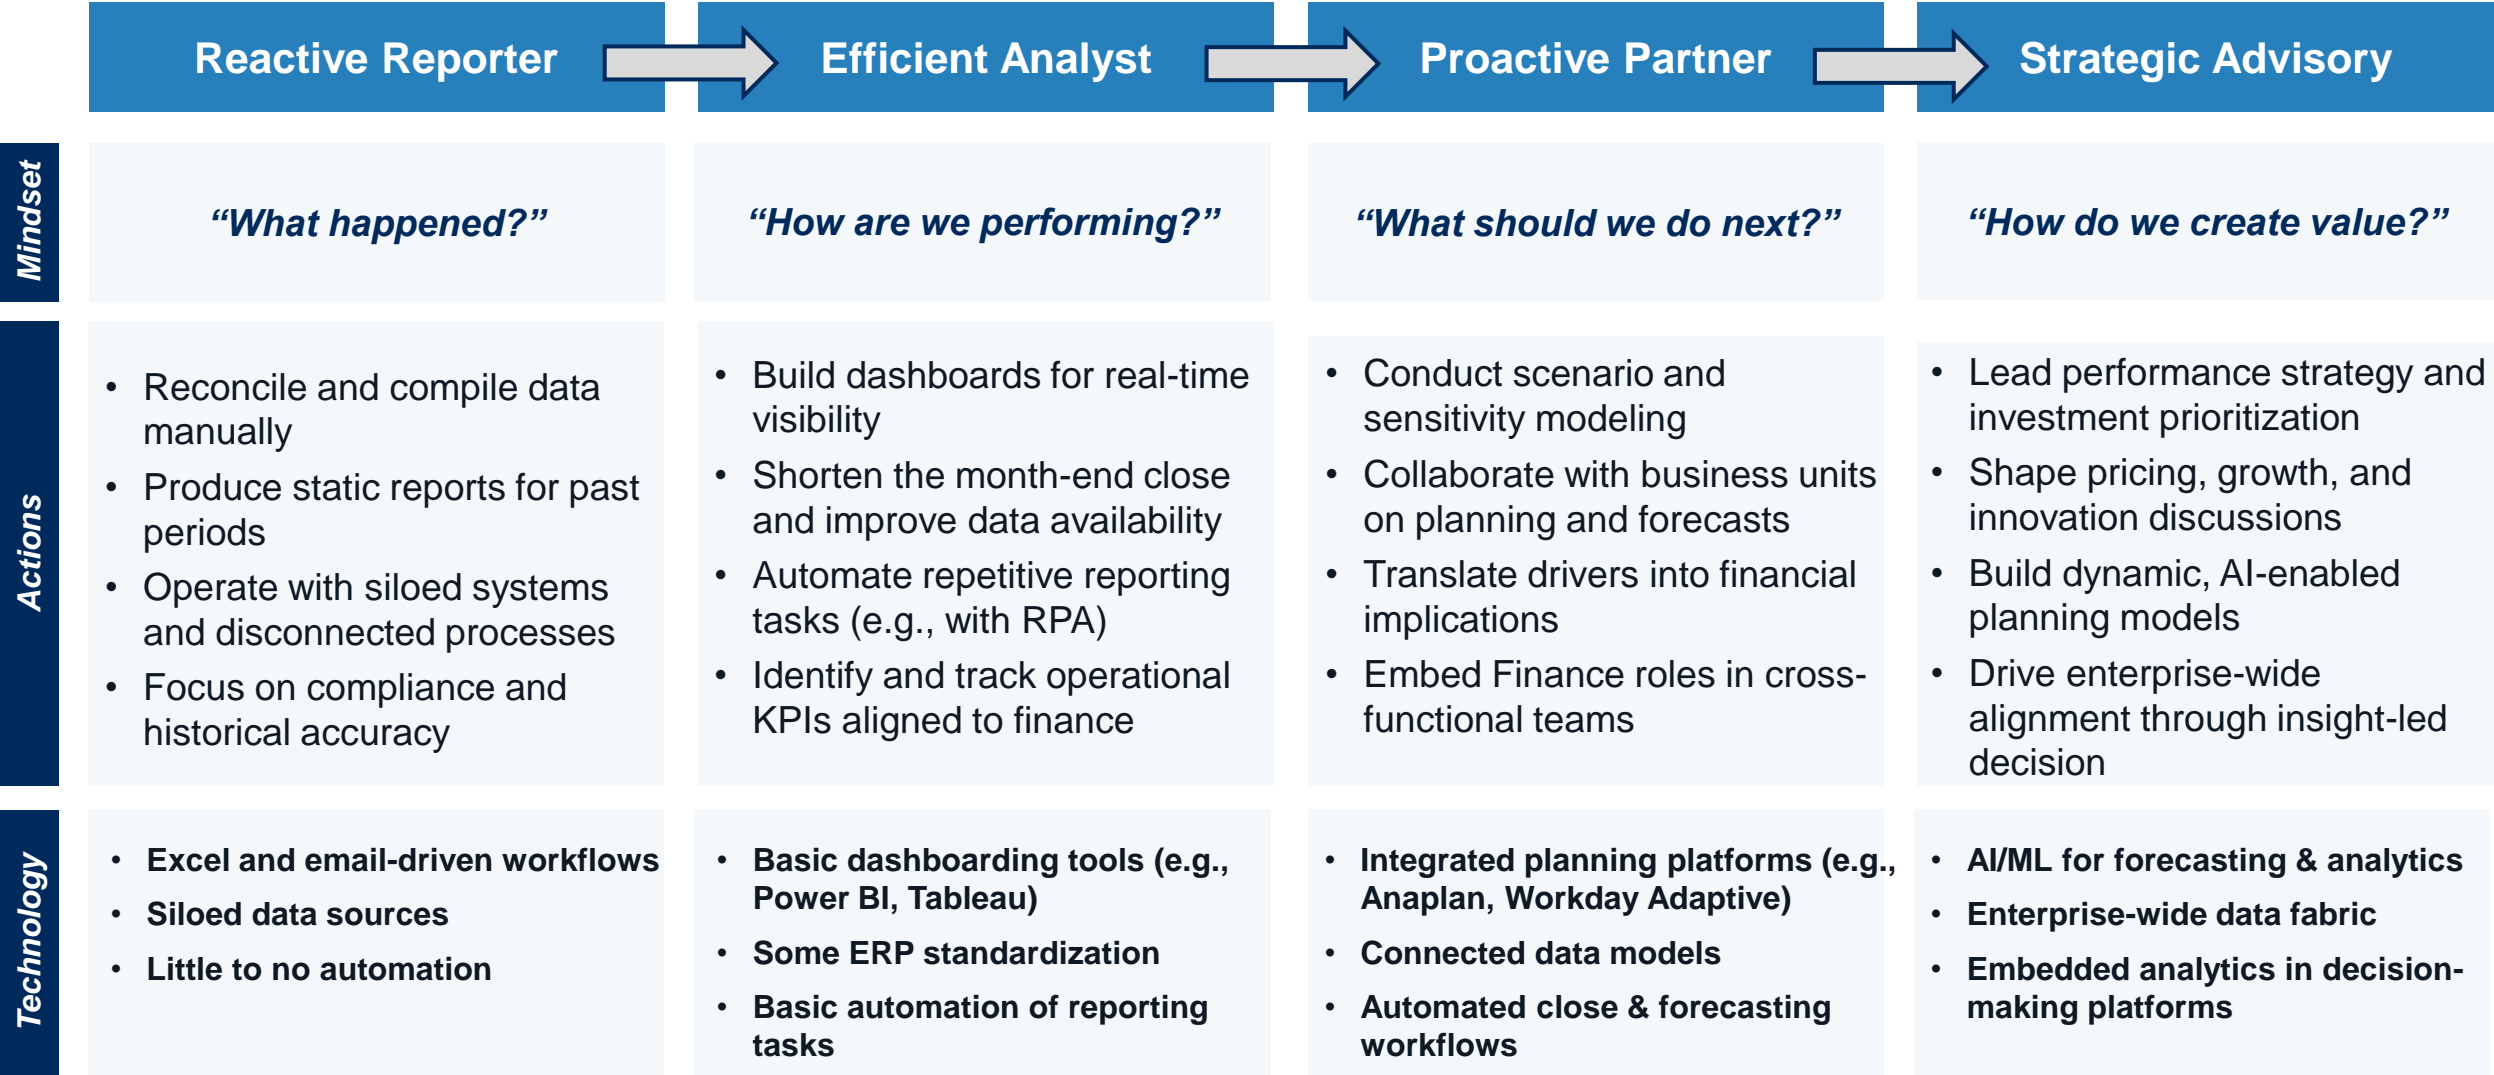 Reactive Reporter
Efficient Analyst
Proactive Partner
Strategic Advisory
Mindset
“What happened?”
“How are we performing?”
“What should we do next?”
“How do we create value?”
Actions
• Reconcile and compile data
manually
• Produce static reports for past
periods
• Operate with siloed systems
and disconnected processes
• Focus on compliance and
historical accuracy
• Build dashboards for real-time
visibility
• Shorten the month-end close
and improve data availability
• Automate repetitive reporting
tasks (e.g., with RPA)
• Identify and track operational
KPIs aligned to finance
• Conduct scenario and
sensitivity modeling
• Collaborate with business units
on planning and forecasts
• Translate drivers into financial
implications
• Embed Finance roles in cross-
functional teams
• Lead performance strategy and
investment prioritization
• Shape pricing, growth, and
innovation discussions
• Build dynamic, AI-enabled
planning models
• Drive enterprise-wide
alignment through insight-led
decision
Technology
• Excel and email-driven workflows
• Siloed data sources
• Little to no automation
• Basic dashboarding tools (e.g.,
Power BI, Tableau)
• Some ERP standardization
• Basic automation of reporting
tasks
• Integrated planning platforms (e.g.,
Anaplan, Workday Adaptive)
• Connected data models
• Automated close & forecasting
workflows
• AI/ML for forecasting & analytics
• Enterprise-wide data fabric
• Embedded analytics in decision-
making platforms